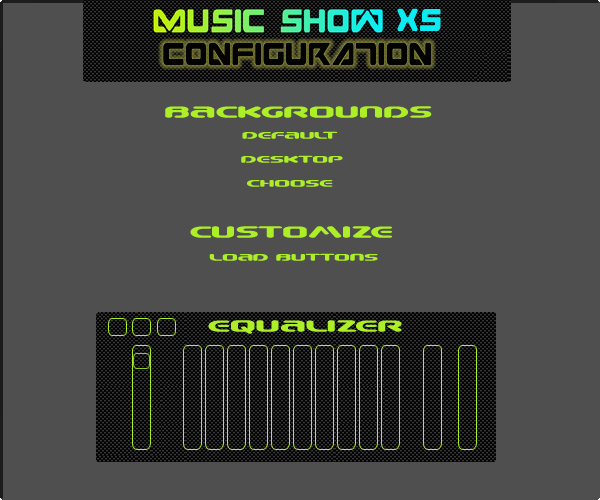 MUSIC SHOW XS
CONFIGURATION
BACKGROUNDS
DEFAULT
DESKTOP
CHOOSE
CUSTOMIZE
LOAD BUTTONS
EQUALIZER